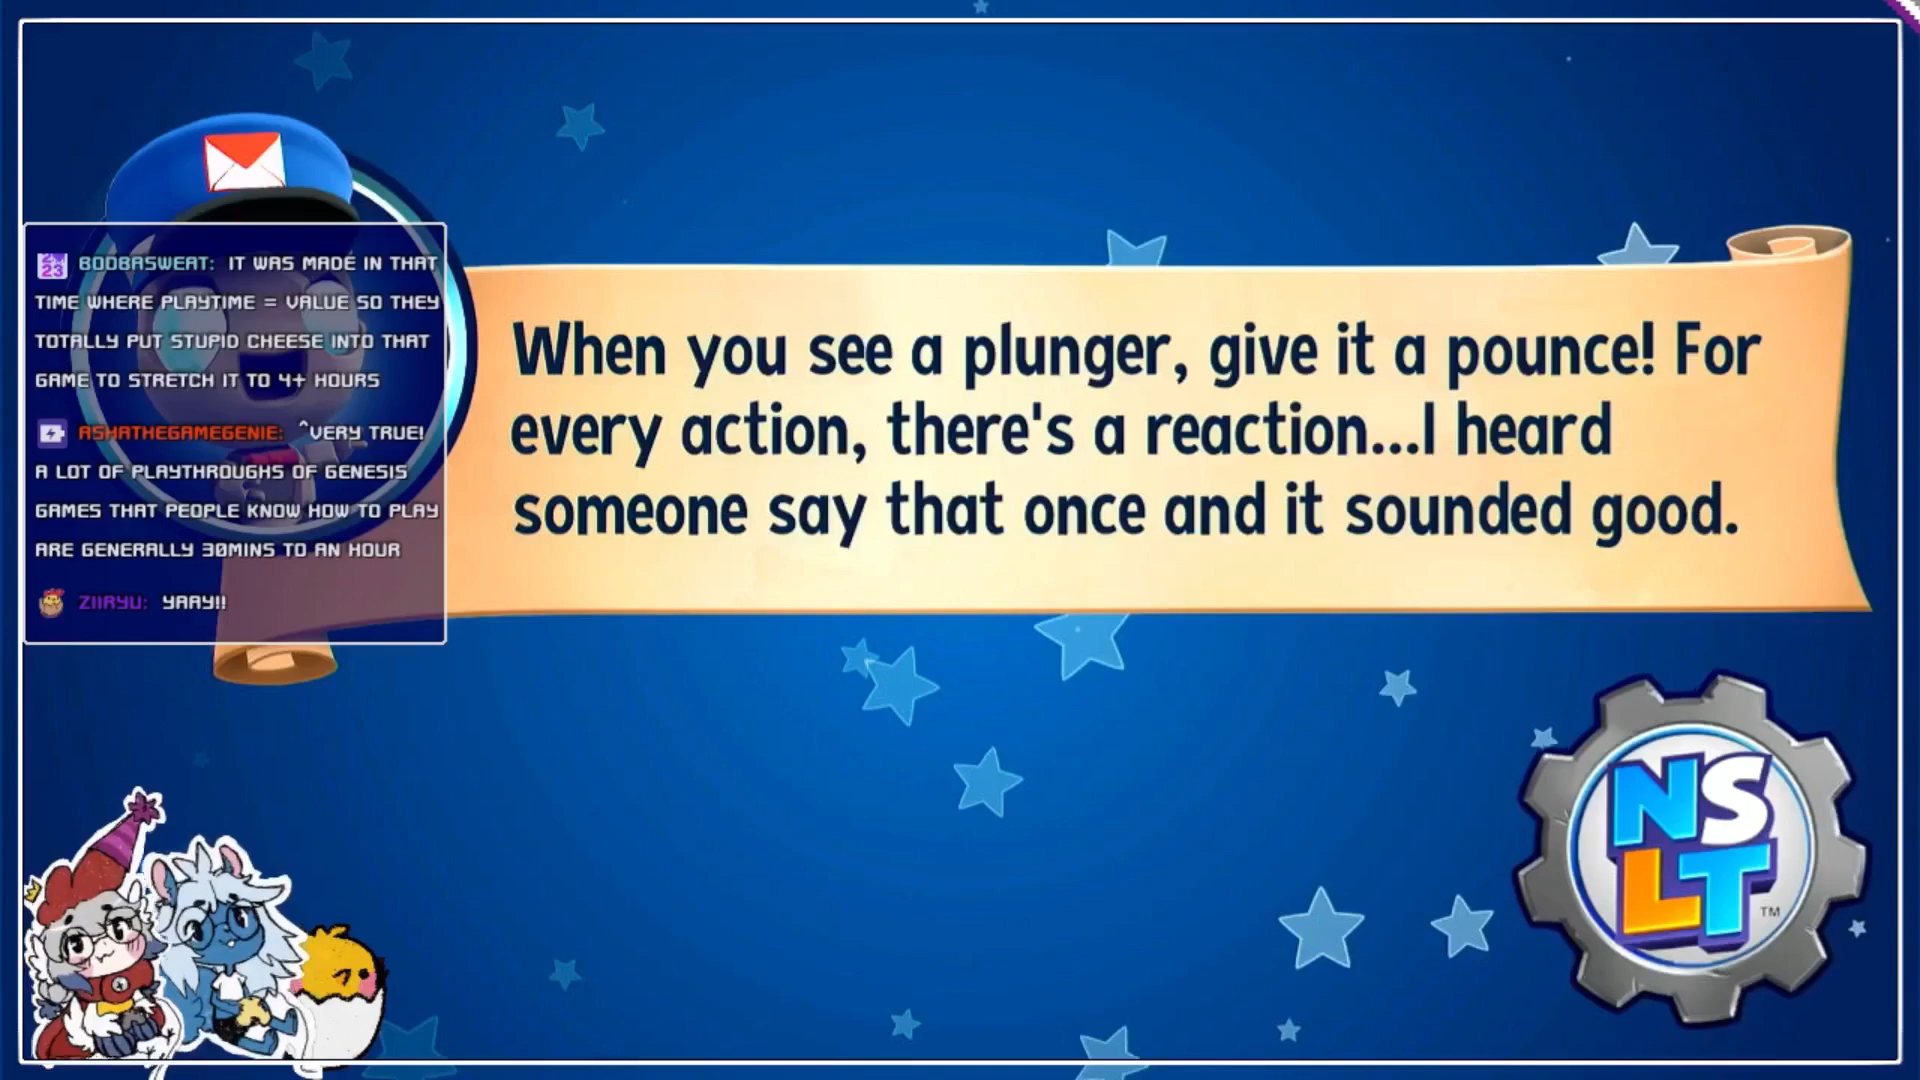 BOOBASWEAT: IT WAS MADE IN THAT
TIME WHERE PLAYTIME = VALUE SO THEY
TOTALLY PUT STUPID CHEESE INTO THAT
GAME TO STRETCH IT TO 4+ HOURS
ASHATHEGAMEGENIE: ^VERY TRUE!
A LOT OF PLAYTHROUGHS OF GENESIS
GAMES THAT PEOPLE KNOW HOW TO PLAY
ARE GENERALLY 30MINS TO AN HOUR
ZIIRYU: YAAY!!
When you see a plunger, give it a pounce! For
every action, there's a reaction...I heard
someone say that once and it sounded good.
NS
LT
TM